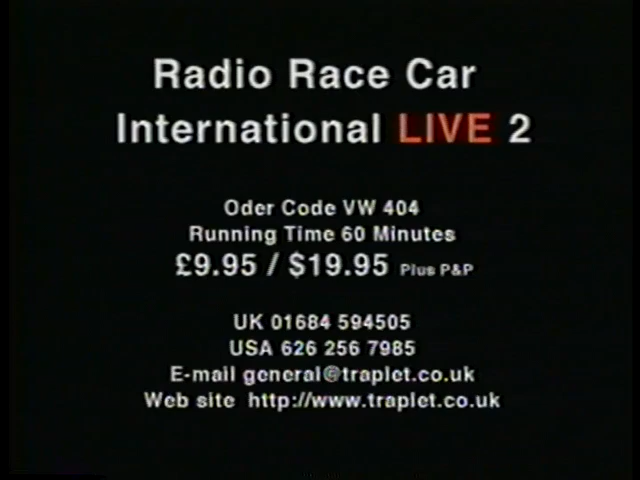 Radio Race Car
International LIVE 2
Oder Code VW 404
Running Time 60 Minutes
£9.95 / $19.95 Plus P&P
UK 01684 594505
USA 626 256 7985
E-mail general@traplet.co.uk
Web site http://www.traplet.co.uk